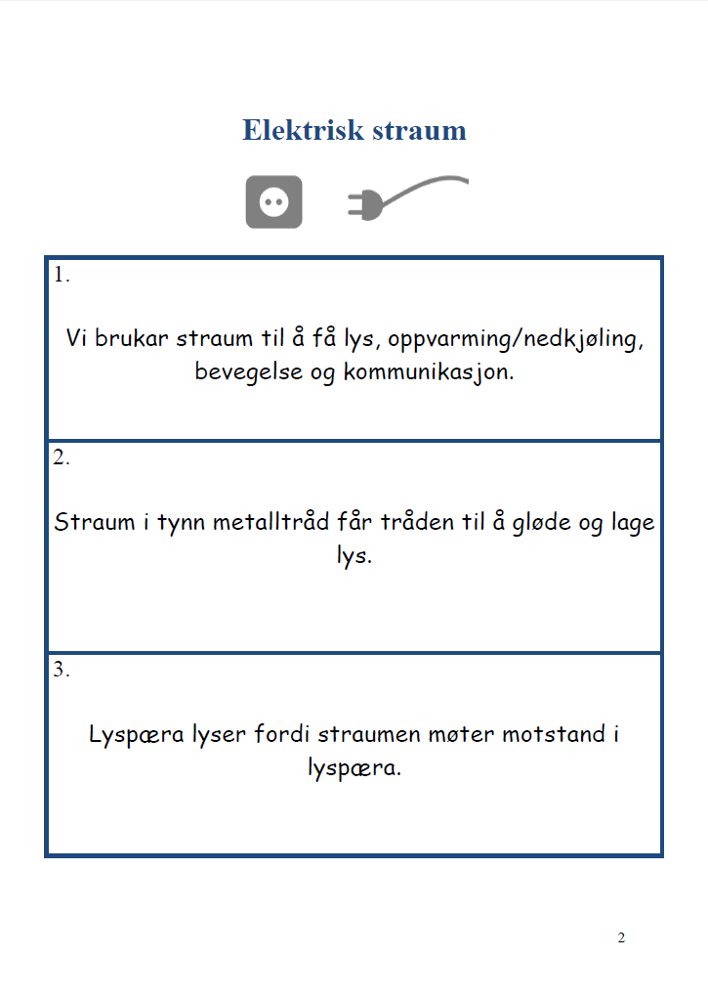 Elektrisk straum
1.
Vi brukar straum til å få lys, oppvarming/nedkjøling,
bevegelse og kommunikasjon.
2.
Straum i tynn metalltråd får tråden til å gløde og lage
lys.
3.
Lyspæra lyser fordi straumen møter motstand i
lyspæra.
2